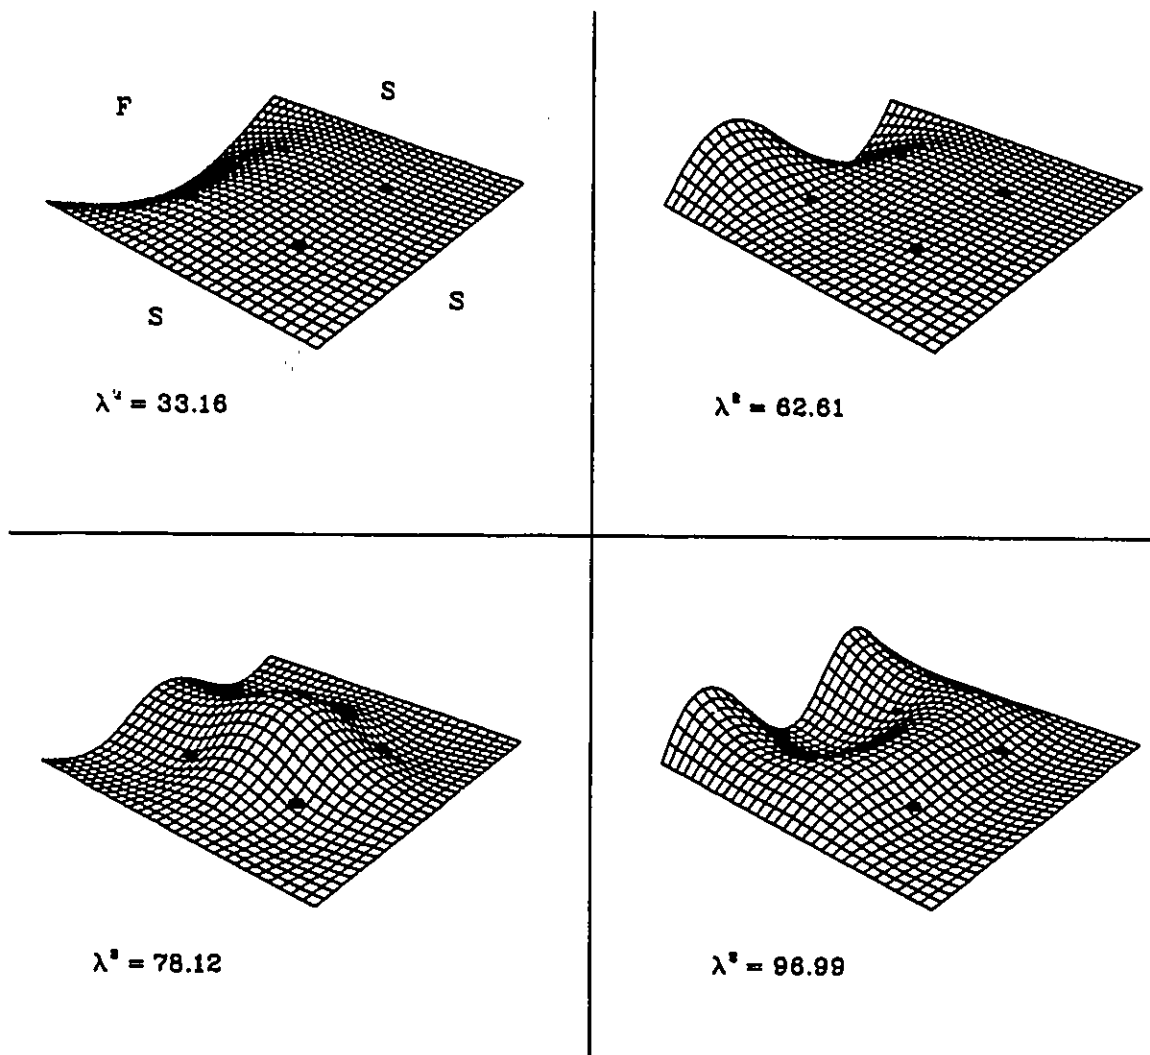 F
S
S
S
λ² = 33.16
λ² = 62.61
λ² = 78.12
λ² = 96.99